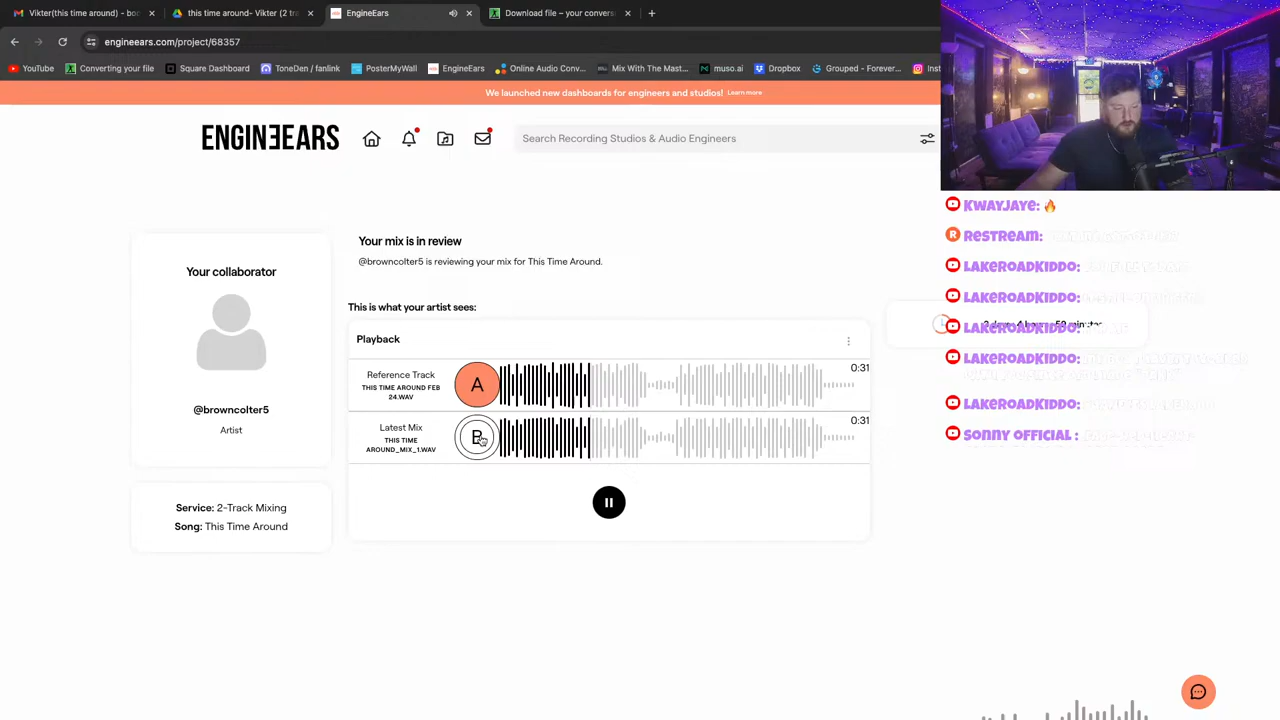 Vikter(this time around) – boo
this time around– Vikter (2 tra
EngineEars
Download file – your convers
engineears.com/project/68357
YouTube
Converting your file
Square Dashboard
ToneDen / fanlink
PosterMyWall
EngineEars
Online Audio Conv...
Mix With The Mast...
muso.ai
Dropbox
Grouped - Forever...
Inst
We launched new dashboards for engineers and studios! Learn more
ENGINEEARS
Search Recording Studios & Audio Engineers
KWAYJAYE: 🔥
RESTREAM:
LAKEROADKIDDO:
LAKEROADKIDDO:
LAKEROADKIDDO:
LAKEROADKIDDO:
LAKEROADKIDDO:
SONNY OFFICIAL :
Your collaborator
@browncolter5
Artist
Service: 2-Track Mixing
Song: This Time Around
Your mix is in review
@browncolter5 is reviewing your mix for This Time Around.
This is what your artist sees:
Playback
Reference Track
THIS TIME AROUND FEB
24.WAV
A
0:31
Latest Mix
THIS TIME
AROUND_MIX_1.WAV
B
0:31